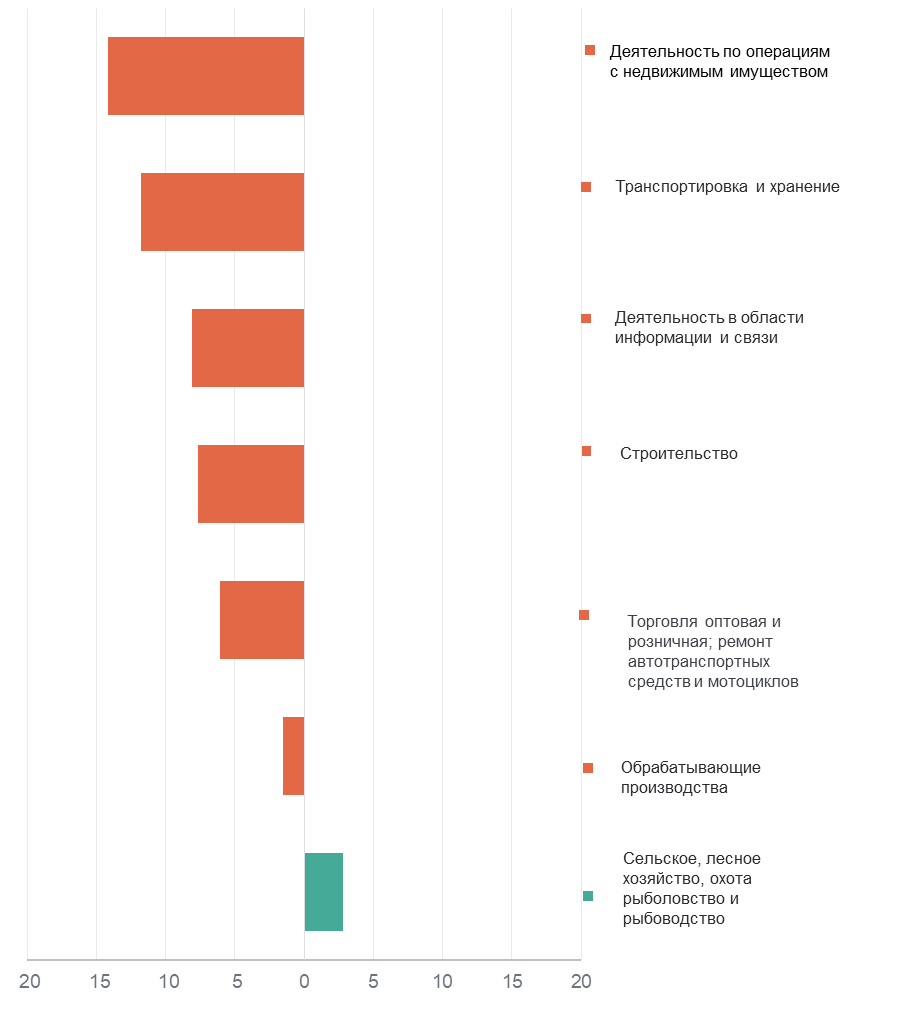 Деятельность по операциям
с недвижимым имуществом
Транспортировка и хранение
Деятельность в области
информации и связи
Строительство
Торговля оптовая и
розничная; ремонт
автотранспортных
средств и мотоциклов
Обрабатывающие
производства
Сельское, лесное
хозяйство, охота
рыболовство и
рыбоводство
20 15 10 5 0 5 10 15 20